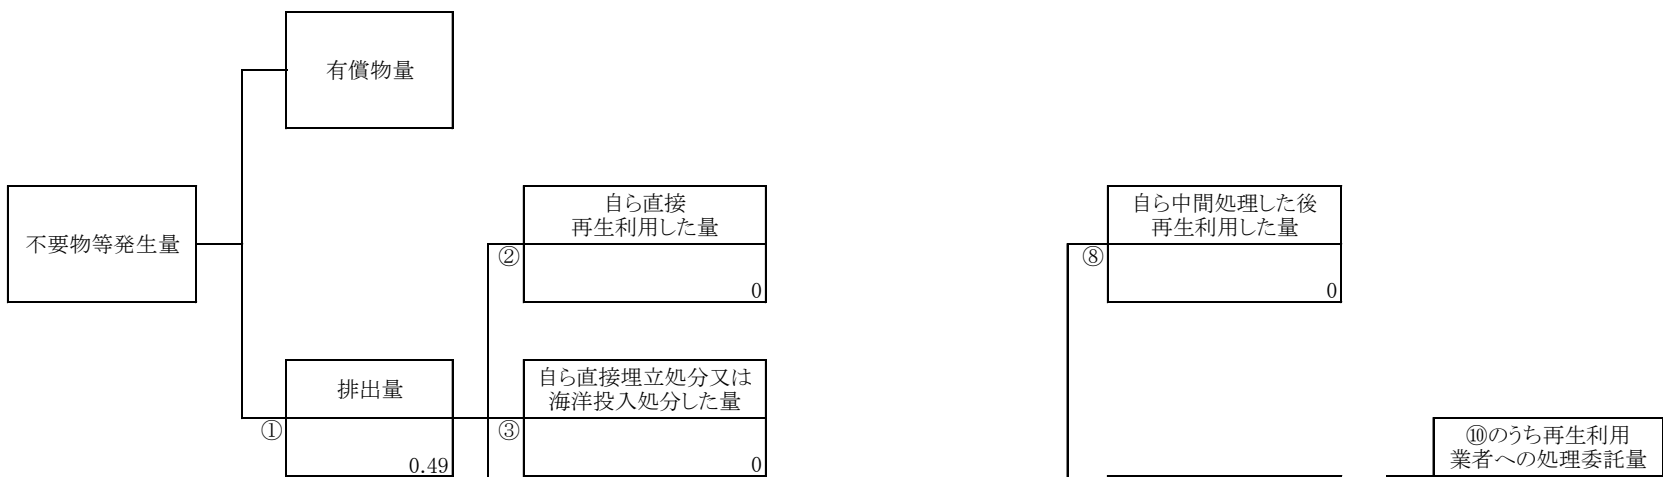 有償物量
不要物等発生量
自ら直接
再生利用した量
②
0
自ら中間処理した後
再生利用した量
⑧
0
排出量
①
0.49
自ら直接埋立処分又は
海洋投入処分した量
③
0
⑩のうち再生利用
業者への処理委託量